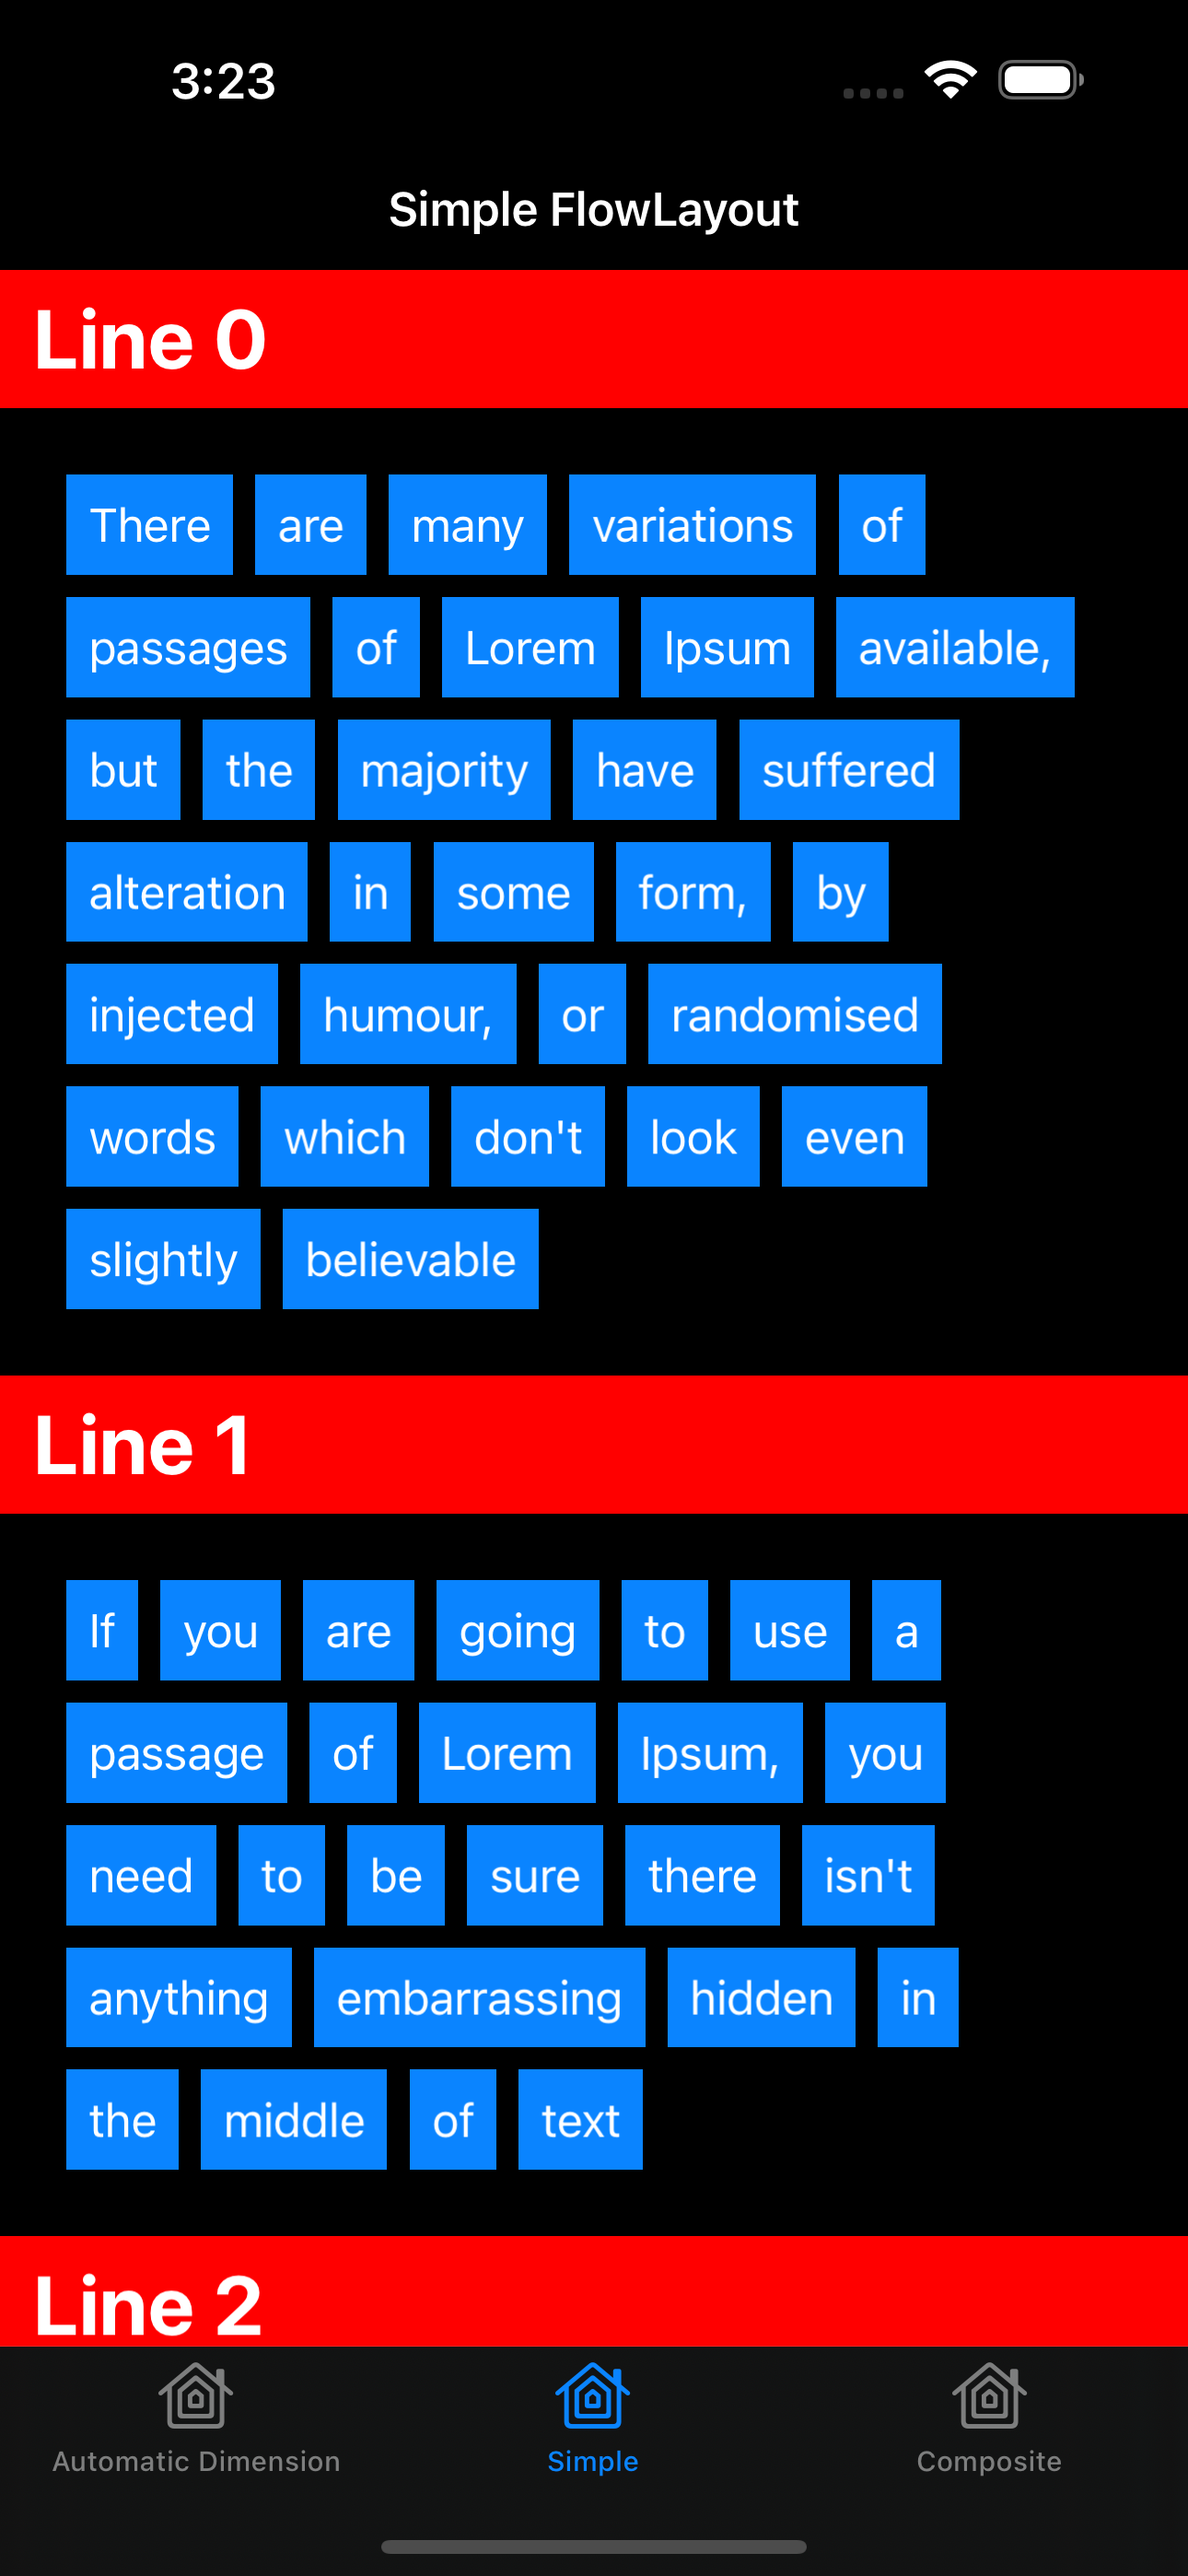 3:23
Simple FlowLayout
Line 0
There are many variations of
passages of Lorem Ipsum available,
but the majority have suffered
alteration in some form, by
injected humour, or randomised
words which don't look even
slightly believable
Line 1
If you are going to use a
passage of Lorem Ipsum, you
need to be sure there isn't
anything embarrassing hidden in
the middle of text
Line 2
Automatic Dimension Simple Composite